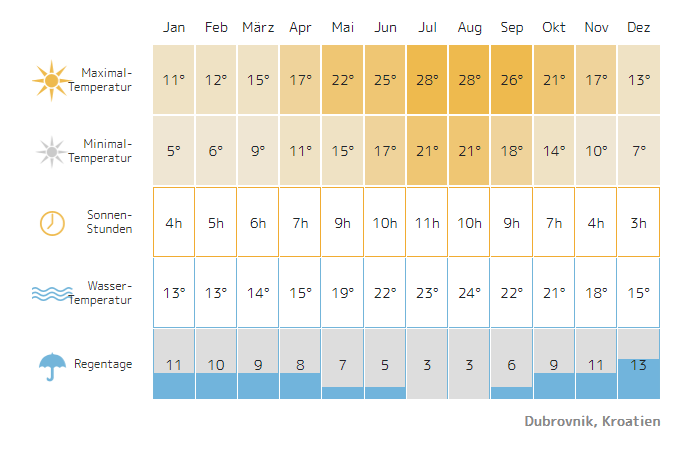 Jan Feb März Apr Mai Jun Jul Aug Sep Okt Nov Dez
Maximal-
Temperatur
11° 12° 15° 17° 22° 25° 28° 28° 26° 21° 17° 13°
Minimal-
Temperatur
5° 6° 9° 11° 15° 17° 21° 21° 18° 14° 10° 7°
Sonnen-
Stunden
4h 5h 6h 7h 9h 10h 11h 10h 9h 7h 4h 3h
Wasser-
Temperatur
13° 13° 14° 15° 19° 22° 23° 24° 22° 21° 18° 15°
Regentage
11 10 9 8 7 5 3 3 6 9 11 13
Dubrovnik, Kroatien